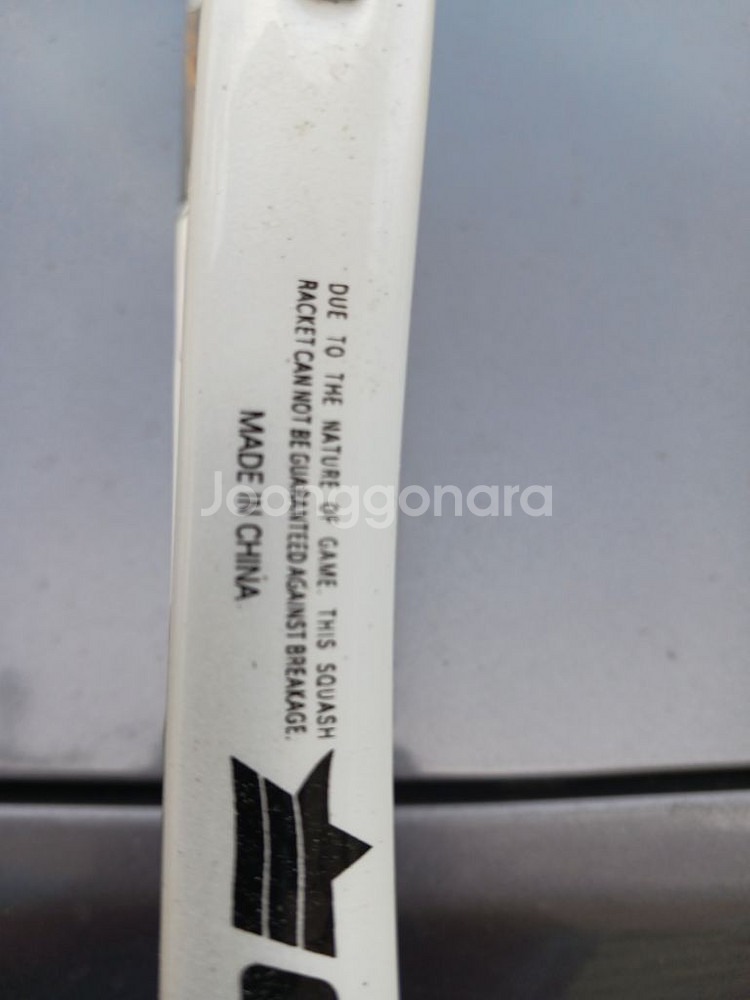 DUE TO THE NATURE OF GAME. THIS SQUASH
RACKET CAN NOT BE GUARANTEED AGAINST BREAKAGE.
MADE IN CHINA
Joonggonara